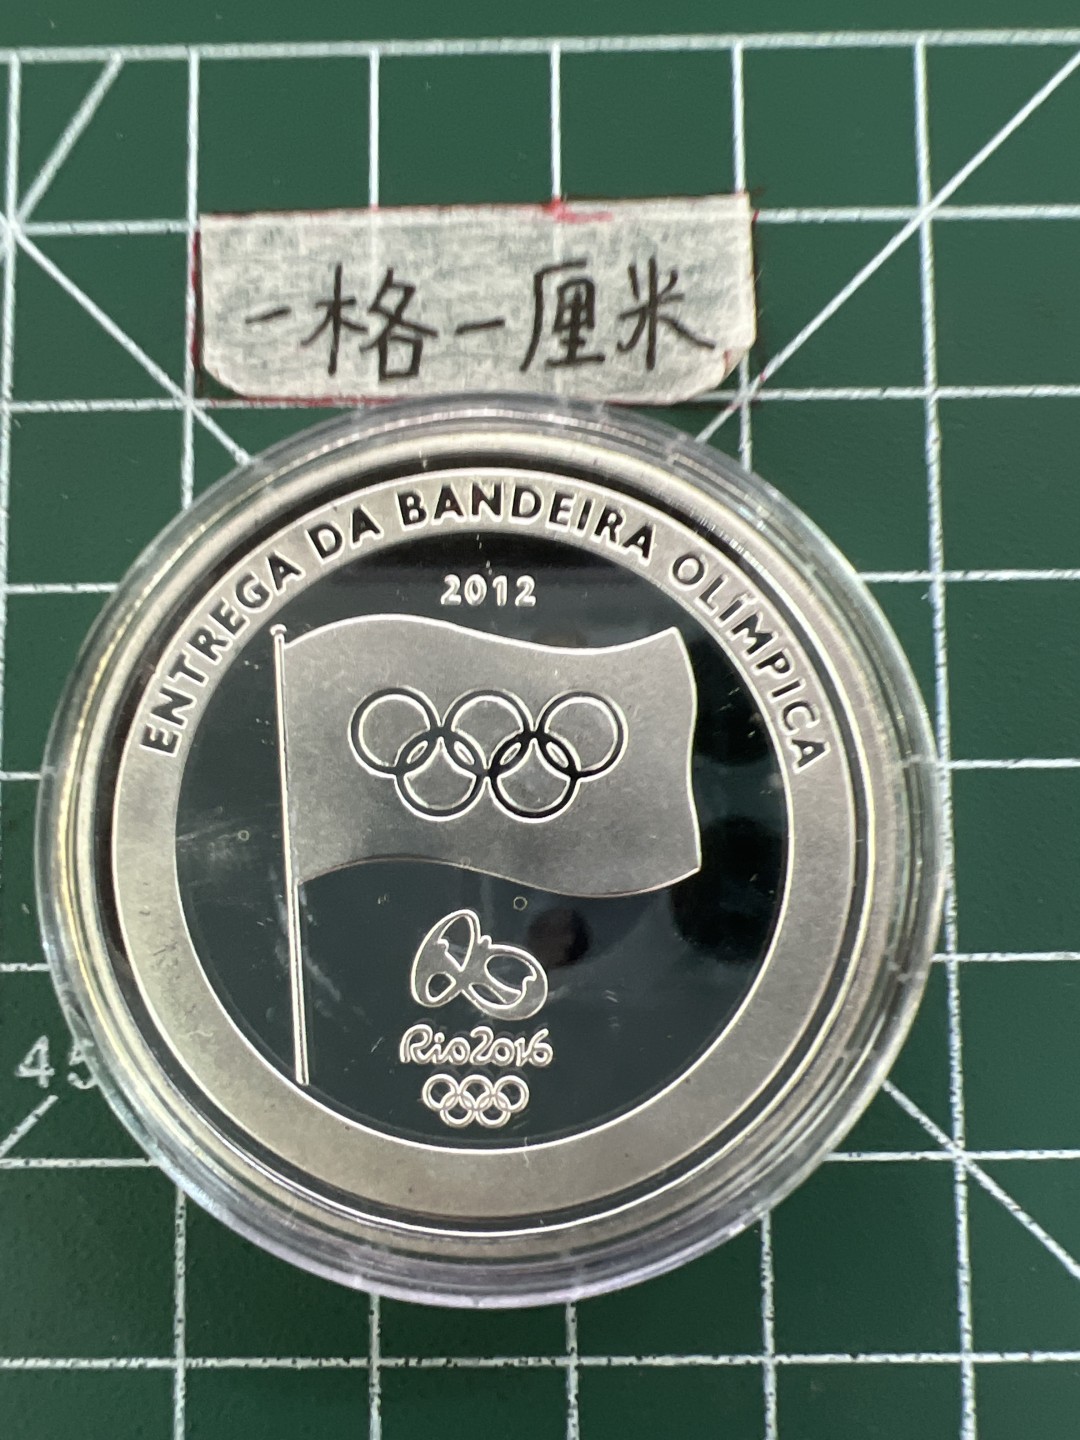 一格一厘米
ENTREGA DA BANDEIRA OLÍMPICA
2012
Rio2016
45